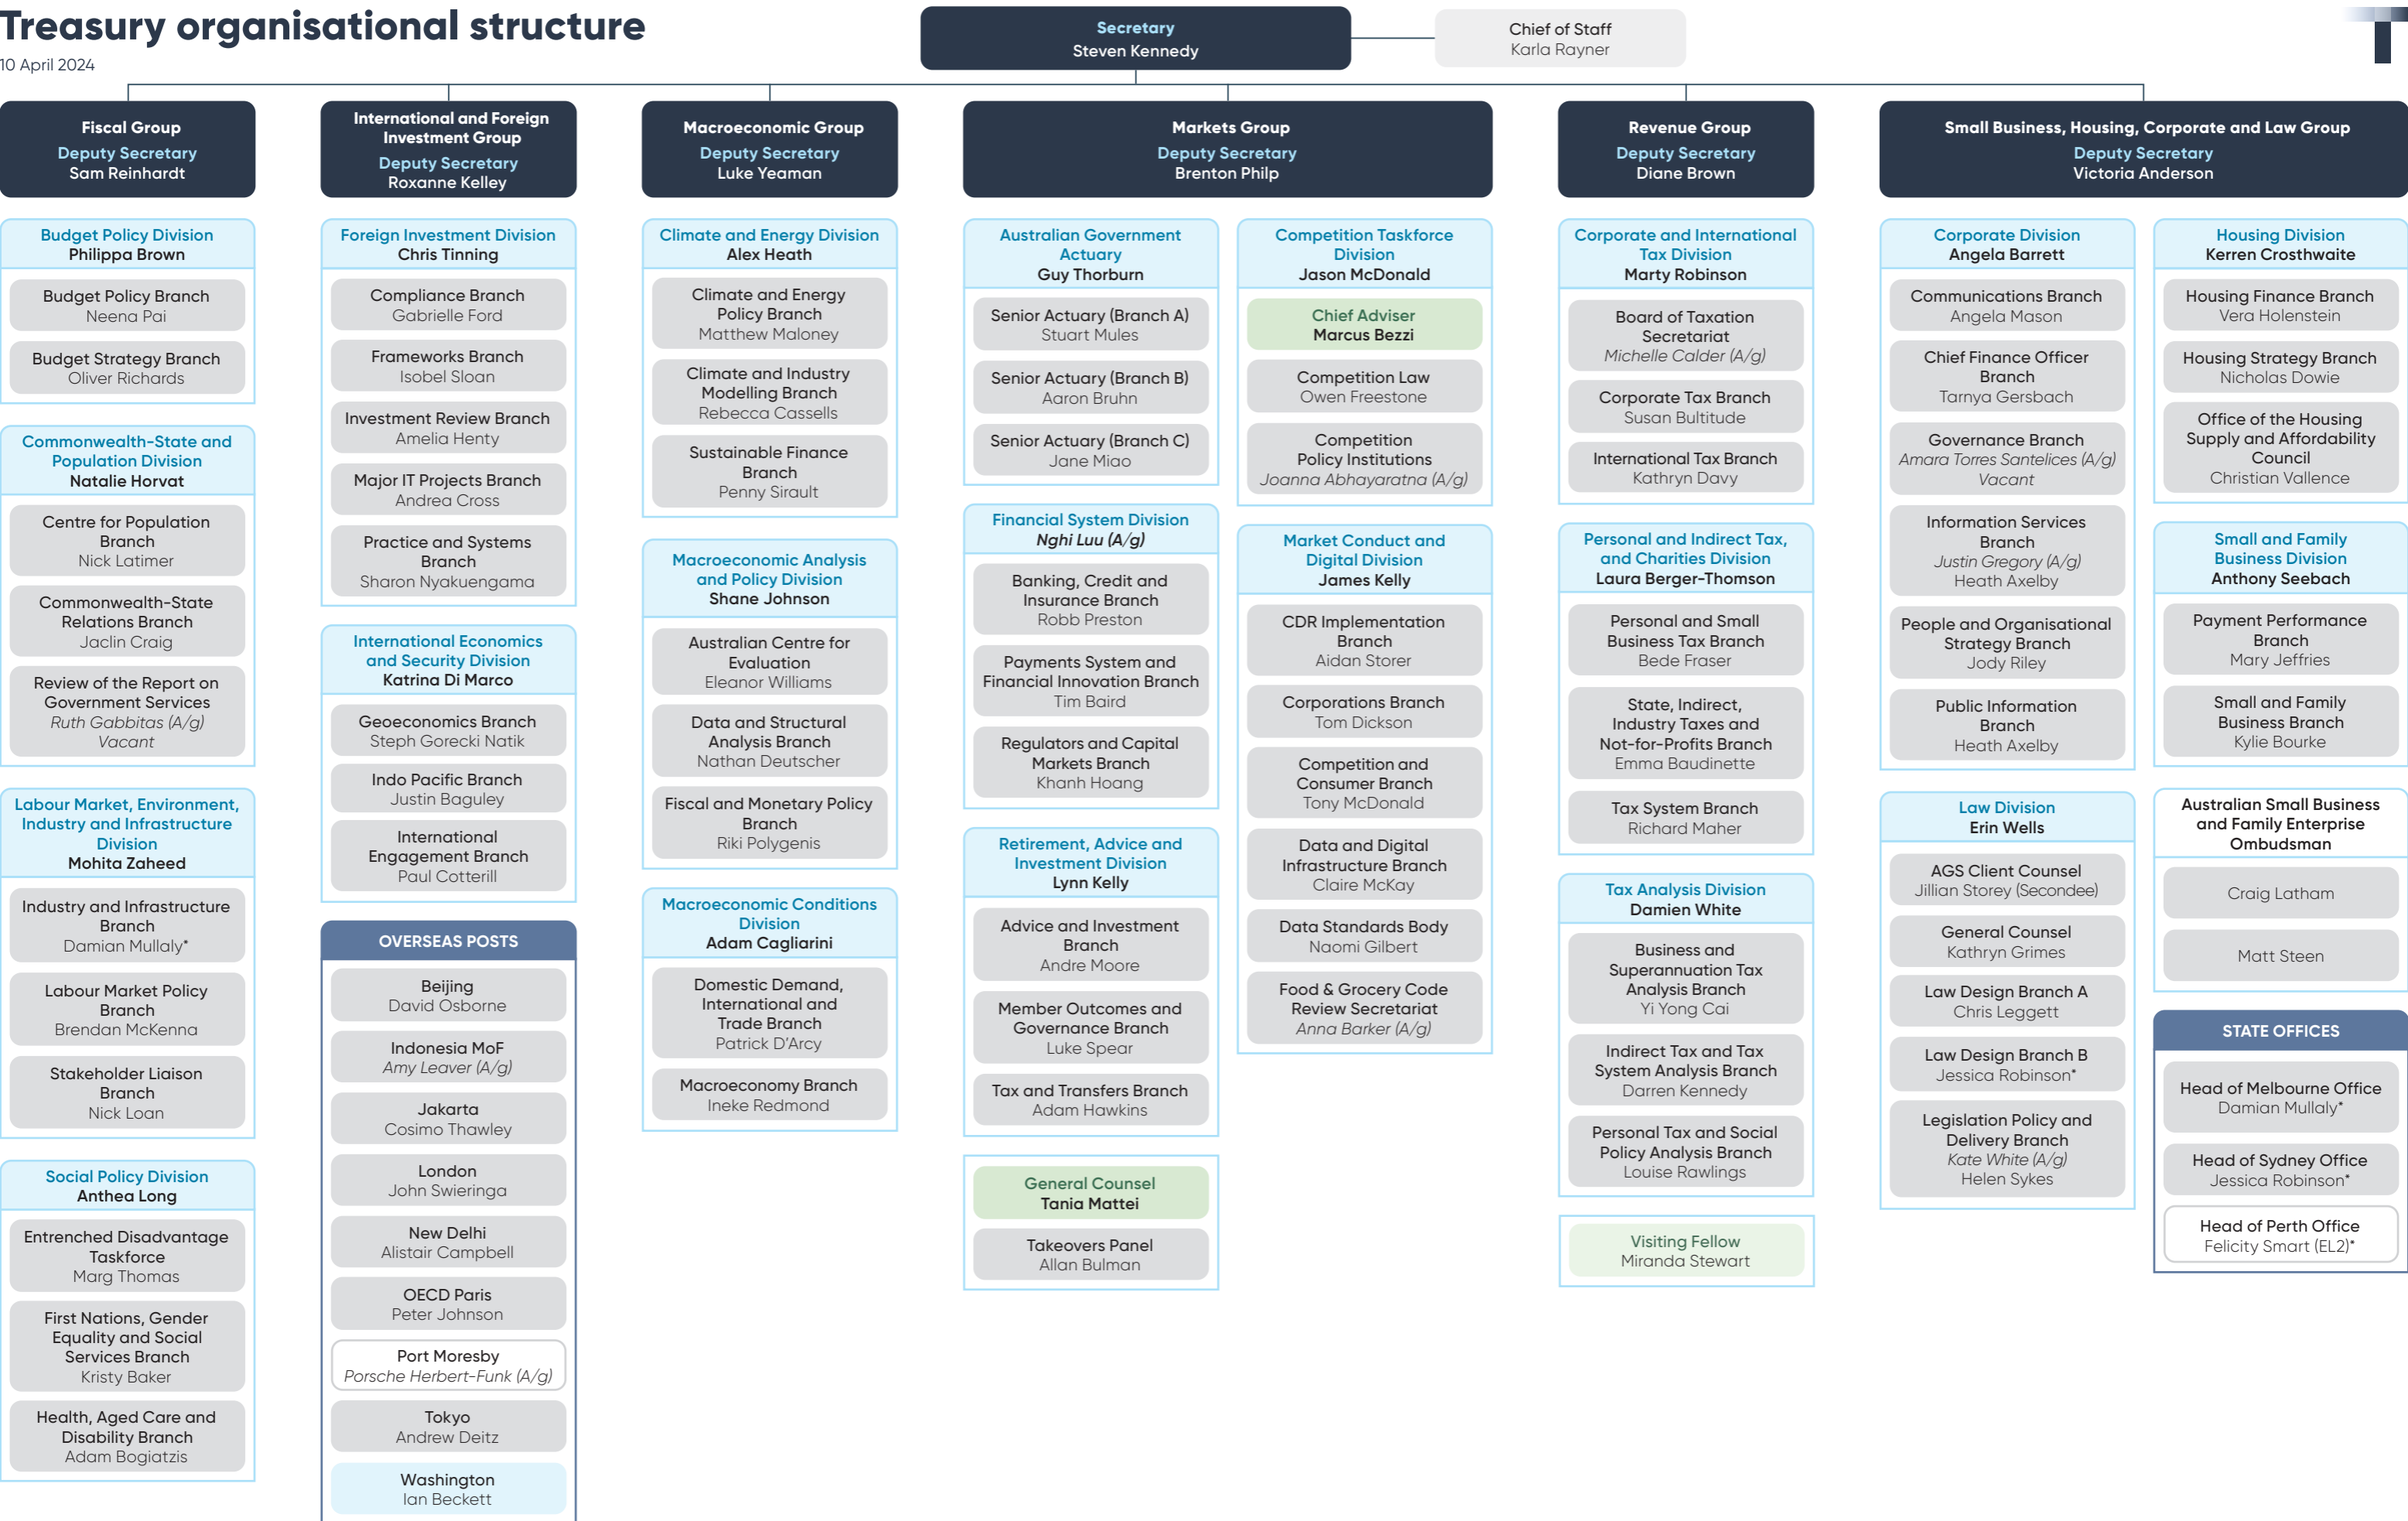 Treasury organisational structure
10 April 2024
Secretary
Steven Kennedy
Chief of Staff
Karla Rayner
Fiscal Group
Deputy Secretary
Sam Reinhardt
Budget Policy Division
Philippa Brown
Budget Policy Branch
Neena Pai
Budget Strategy Branch
Oliver Richards
Commonwealth-State and
Population Division
Natalie Horvat
Centre for Population
Branch
Nick Latimer
Commonwealth-State
Relations Branch
Jaclin Craig
Review of the Report on
Government Services
Ruth Gabbitas (A/g)
Vacant
Labour Market, Environment,
Industry and Infrastructure
Division
Mohita Zaheed
Industry and Infrastructure
Branch
Damian Mullaly*
Labour Market Policy
Branch
Brendan McKenna
Stakeholder Liaison
Branch
Nick Loan
Social Policy Division
Anthea Long
Entrenched Disadvantage
Taskforce
Marg Thomas
First Nations, Gender
Equality and Social
Services Branch
Kristy Baker
Health, Aged Care and
Disability Branch
Adam Bogiatzis
International and Foreign
Investment Group
Deputy Secretary
Roxanne Kelley
Foreign Investment Division
Chris Tinning
Compliance Branch
Gabrielle Ford
Frameworks Branch
Isobel Sloan
Investment Review Branch
Amelia Henty
Major IT Projects Branch
Andrea Cross
Practice and Systems
Branch
Sharon Nyakuengama
International Economics
and Security Division
Katrina Di Marco
Geoeconomics Branch
Steph Gorecki Natik
Indo Pacific Branch
Justin Baguley
International
Engagement Branch
Paul Cotterill
OVERSEAS POSTS
Beijing
David Osborne
Indonesia MoF
Amy Leaver (A/g)
Jakarta
Cosimo Thawley
London
John Swieringa
New Delhi
Alistair Campbell
OECD Paris
Peter Johnson
Port Moresby
Porsche Herbert-Funk (A/g)
Tokyo
Andrew Deitz
Washington
Ian Beckett
Macroeconomic Group
Deputy Secretary
Luke Yeaman
Climate and Energy Division
Alex Heath
Climate and Energy
Policy Branch
Matthew Maloney
Climate and Industry
Modelling Branch
Rebecca Cassells
Sustainable Finance
Branch
Penny Sirault
Macroeconomic Analysis
and Policy Division
Shane Johnson
Australian Centre for
Evaluation
Eleanor Williams
Data and Structural
Analysis Branch
Nathan Deutscher
Fiscal and Monetary Policy
Branch
Riki Polygenis
Macroeconomic Conditions
Division
Adam Cagliarini
Domestic Demand,
International and
Trade Branch
Patrick D'Arcy
Macroeconomy Branch
Ineke Redmond
Markets Group
Deputy Secretary
Brenton Philp
Australian Government
Actuary
Guy Thorburn
Senior Actuary (Branch A)
Stuart Mules
Senior Actuary (Branch B)
Aaron Bruhn
Senior Actuary (Branch C)
Jane Miao
Financial System Division
Nghi Luu (A/g)
Banking, Credit and
Insurance Branch
Robb Preston
Payments System and
Financial Innovation Branch
Tim Baird
Regulators and Capital
Markets Branch
Khanh Hoang
Retirement, Advice and
Investment Division
Lynn Kelly
Advice and Investment
Branch
Andre Moore
Member Outcomes and
Governance Branch
Luke Spear
Tax and Transfers Branch
Adam Hawkins
General Counsel
Tania Mattei
Takeovers Panel
Allan Bulman
Competition Taskforce
Division
Jason McDonald
Chief Adviser
Marcus Bezzi
Competition Law
Owen Freestone
Competition
Policy Institutions
Joanna Abhayaratna (A/g)
Market Conduct and
Digital Division
James Kelly
CDR Implementation
Branch
Aidan Storer
Corporations Branch
Tom Dickson
Competition and
Consumer Branch
Tony McDonald
Data and Digital
Infrastructure Branch
Claire McKay
Data Standards Body
Naomi Gilbert
Food & Grocery Code
Review Secretariat
Anna Barker (A/g)
Revenue Group
Deputy Secretary
Diane Brown
Corporate and International
Tax Division
Marty Robinson
Board of Taxation
Secretariat
Michelle Calder (A/g)
Corporate Tax Branch
Susan Bultitude
International Tax Branch
Kathryn Davy
Personal and Indirect Tax,
and Charities Division
Laura Berger-Thomson
Personal and Small
Business Tax Branch
Bede Fraser
State, Indirect,
Industry Taxes and
Not-for-Profits Branch
Emma Baudinette
Tax System Branch
Richard Maher
Tax Analysis Division
Damien White
Business and
Superannuation Tax
Analysis Branch
Yi Yong Cai
Indirect Tax and Tax
System Analysis Branch
Darren Kennedy
Personal Tax and Social
Policy Analysis Branch
Louise Rawlings
Visiting Fellow
Miranda Stewart
Small Business, Housing, Corporate and Law Group
Deputy Secretary
Victoria Anderson
Corporate Division
Angela Barrett
Communications Branch
Angela Mason
Chief Finance Officer
Branch
Tarnya Gersbach
Governance Branch
Amara Torres Santelices (A/g)
Vacant
Information Services
Branch
Justin Gregory (A/g)
Heath Axelby
People and Organisational
Strategy Branch
Jody Riley
Public Information
Branch
Heath Axelby
Law Division
Erin Wells
AGS Client Counsel
Jillian Storey (Secondee)
General Counsel
Kathryn Grimes
Law Design Branch A
Chris Leggett
Law Design Branch B
Jessica Robinson*
Legislation Policy and
Delivery Branch
Kate White (A/g)
Helen Sykes
Housing Division
Kerren Crosthwaite
Housing Finance Branch
Vera Holenstein
Housing Strategy Branch
Nicholas Dowie
Office of the Housing
Supply and Affordability
Council
Christian Vallence
Small and Family
Business Division
Anthony Seebach
Payment Performance
Branch
Mary Jeffries
Small and Family
Business Branch
Kylie Bourke
Australian Small Business
and Family Enterprise
Ombudsman
Craig Latham
Matt Steen
STATE OFFICES
Head of Melbourne Office
Damian Mullaly*
Head of Sydney Office
Jessica Robinson*
Head of Perth Office
Felicity Smart (EL2)*